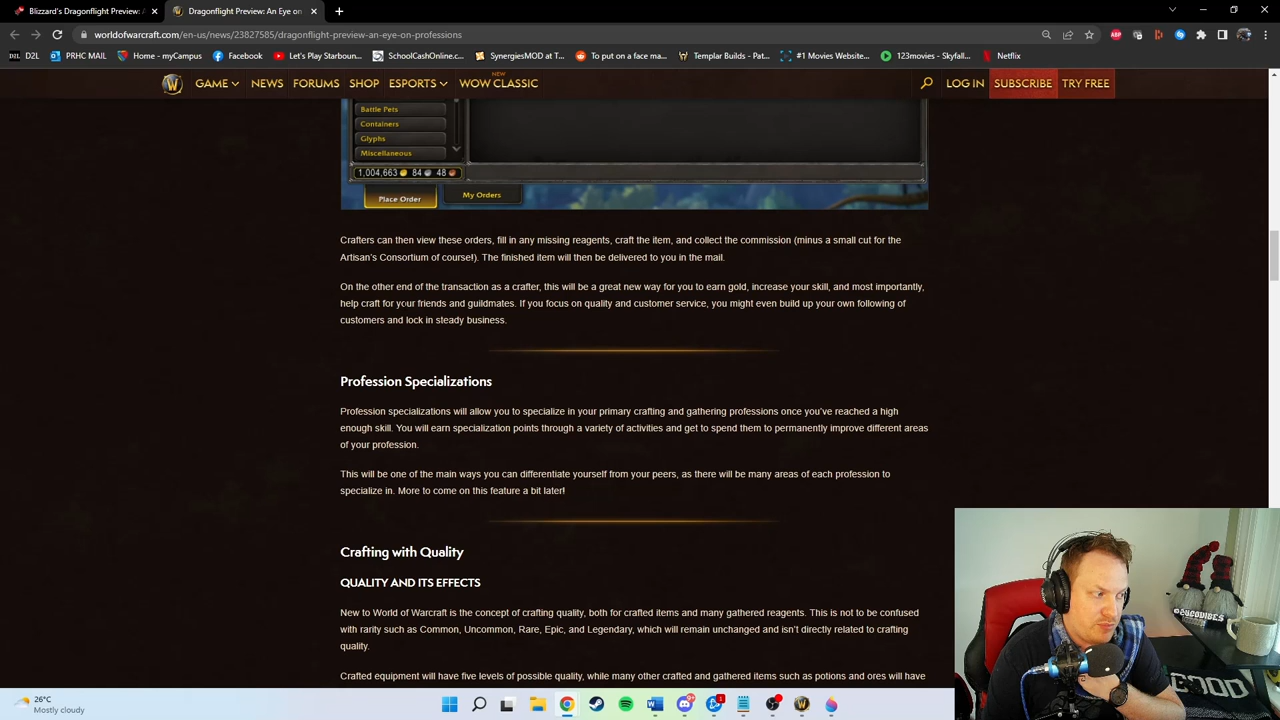 Blizzard's Dragonflight Preview: A
Dragonflight Preview: An Eye on
worldofwarcraft.com/en-us/news/23827585/dragonflight-preview-an-eye-on-professions
D2L
PRHC MAIL
Home - myCampus
Facebook
Let's Play Starboun...
SchoolCashOnline.c...
SynergiesMOD at T...
To put on a face ma...
Templar Builds - Pat...
#1 Movies Website...
123movies - Skyfall...
Netflix
GAME
NEWS
FORUMS
SHOP
ESPORTS
NEW
WOW CLASSIC
LOG IN
SUBSCRIBE
TRY FREE
Battle Pets
Containers
Glyphs
Miscellaneous
1,004,663 84 48
Place Order
My Orders
Crafters can then view these orders, fill in any missing reagents, craft the item, and collect the commission (minus a small cut for the
Artisan's Consortium of course!). The finished item will then be delivered to you in the mail.
On the other end of the transaction as a crafter, this will be a great new way for you to earn gold, increase your skill, and most importantly,
help craft for your friends and guildmates. If you focus on quality and customer service, you might even build up your own following of
customers and lock in steady business.
Profession Specializations
Profession specializations will allow you to specialize in your primary crafting and gathering professions once you've reached a high
enough skill. You will earn specialization points through a variety of activities and get to spend them to permanently improve different areas
of your profession.
This will be one of the main ways you can differentiate yourself from your peers, as there will be many areas of each profession to
specialize in. More to come on this feature a bit later!
Crafting with Quality
QUALITY AND ITS EFFECTS
New to World of Warcraft is the concept of crafting quality, both for crafted items and many gathered reagents. This is not to be confused
with rarity such as Common, Uncommon, Rare, Epic, and Legendary, which will remain unchanged and isn't directly related to crafting
quality.
Crafted equipment will have five levels of possible quality, while many other crafted and gathered items such as potions and ores will have
26°C
Mostly cloudy